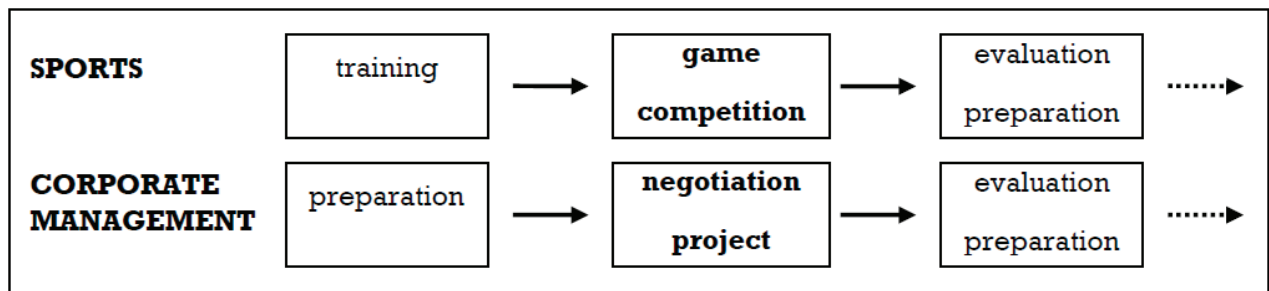 SPORTS
training
game
competition
evaluation
preparation
CORPORATE
MANAGEMENT
preparation
negotiation
project
evaluation
preparation